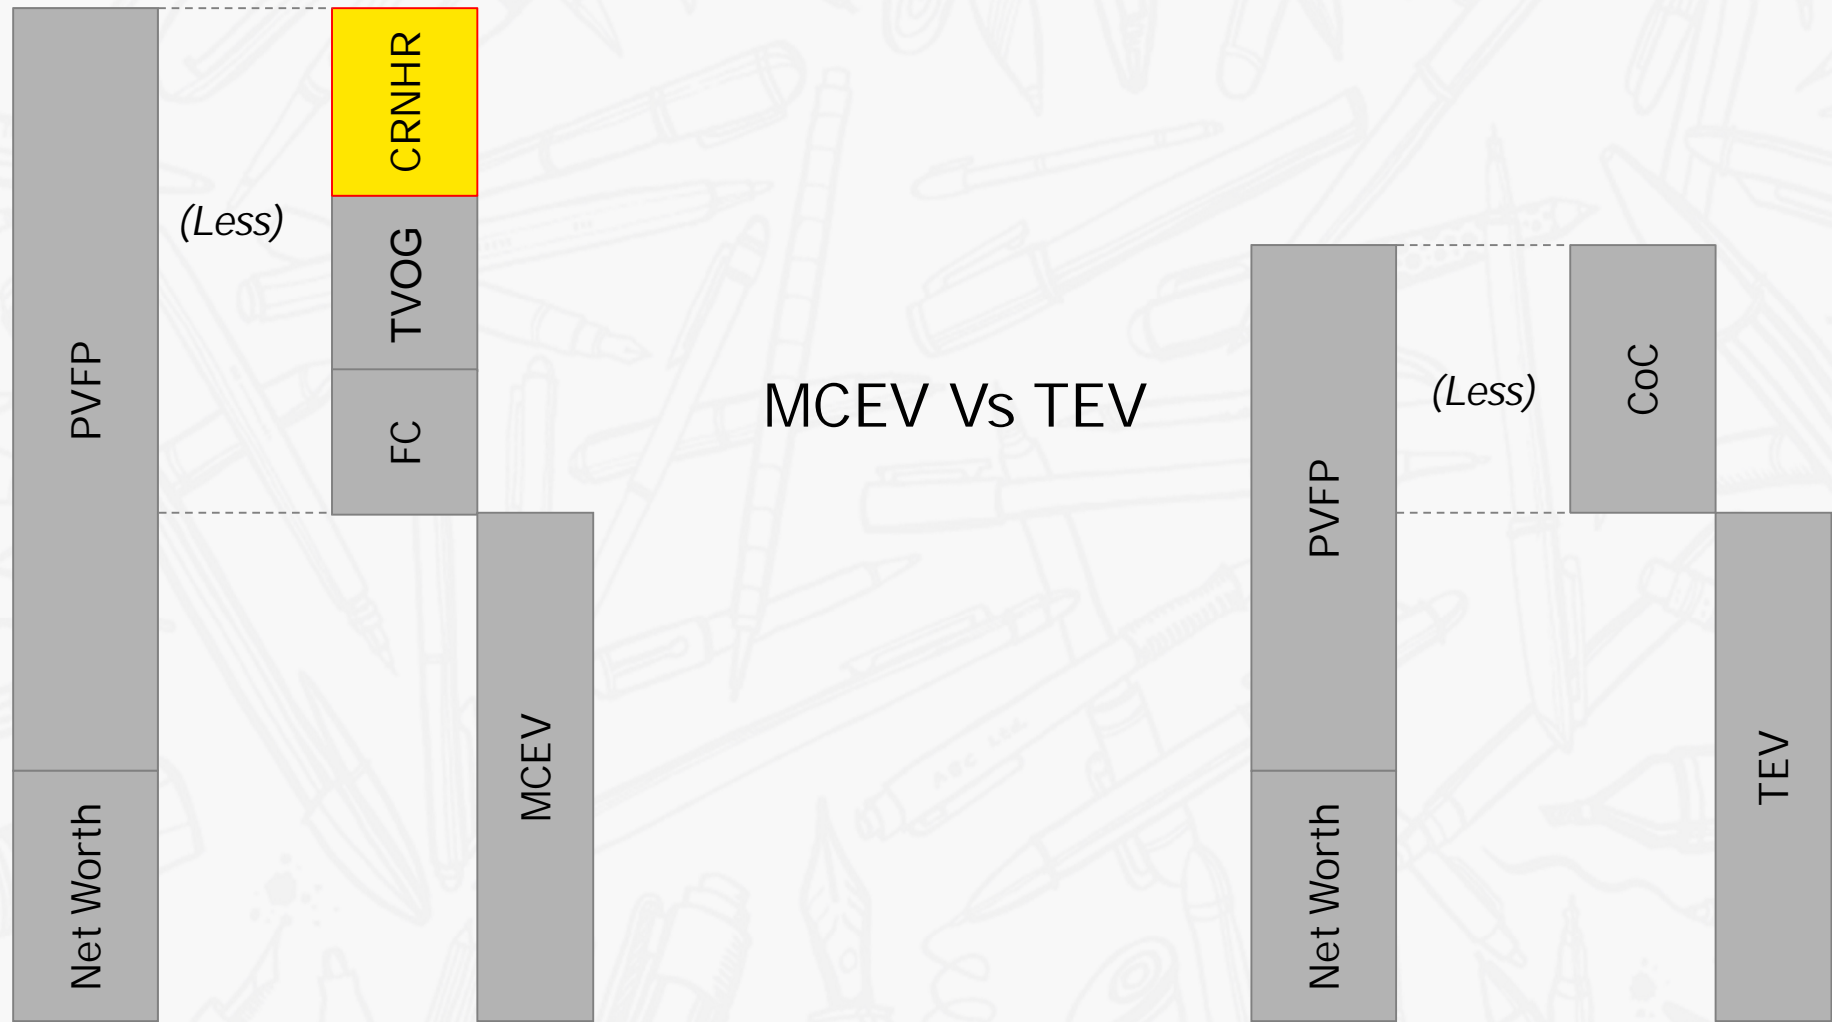 PVFP
Net Worth
(Less)
CRNHR
TVOG
FC
MCEV
MCEV Vs TEV
PVFP
Net Worth
(Less)
CoC
TEV